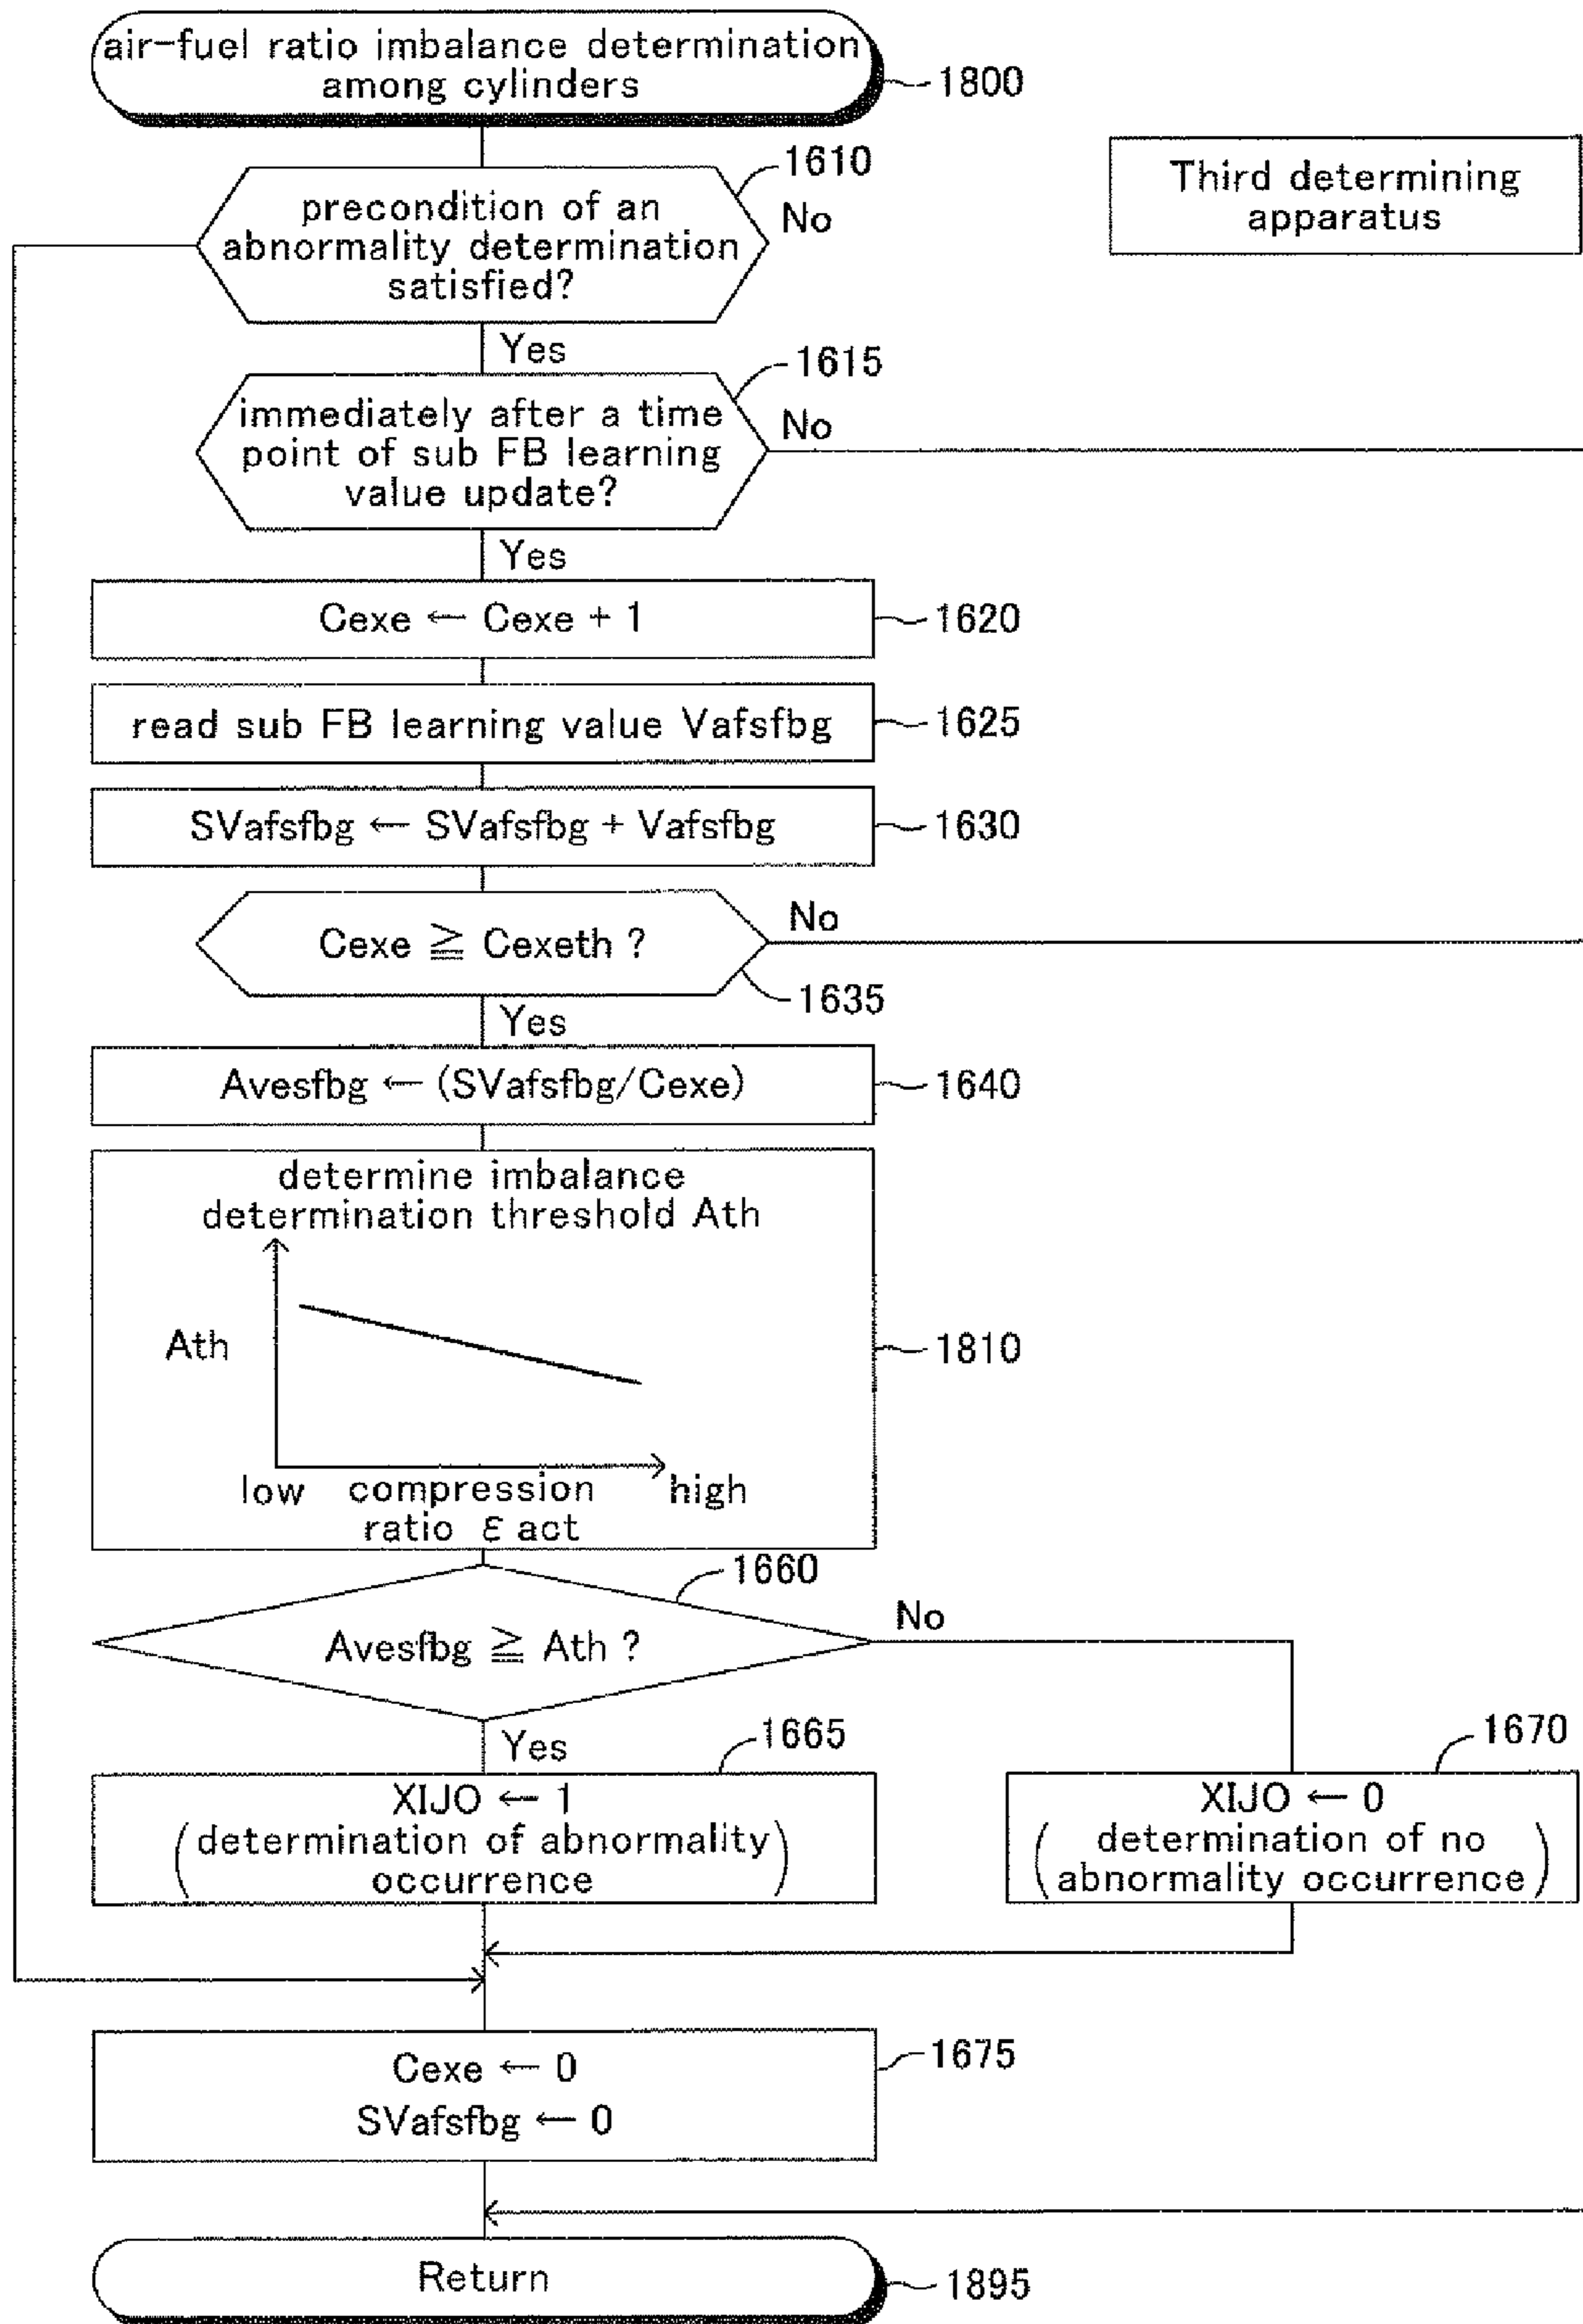 air-fuel ratio imbalance determination
among cylinders
1800
Third determining
apparatus
1610
precondition of an
abnormality determination
satisfied?
No
Yes
1615
immediately after a time
point of sub FB learning
value update?
No
Yes
Cexe ← Cexe + 1
1620
read sub FB learning value Vafsfbg
1625
SVafsfbg ← SVafsfbg + Vafsfbg
1630
Cexe ≧ Cexeth ?
No
1635
Yes
Avesfbg ← (SVafsfbg/Cexe)
1640
determine imbalance
determination threshold Ath
Ath
1810
low compression high
ratio ε act
1660
Avesfbg ≧ Ath ?
No
Yes
1665
1670
XIJO ← 1
(determination of abnormality
occurrence)
XIJO ← 0
(determination of no
abnormality occurrence)
1675
Cexe ← 0
SVafsfbg ← 0
Return
1895